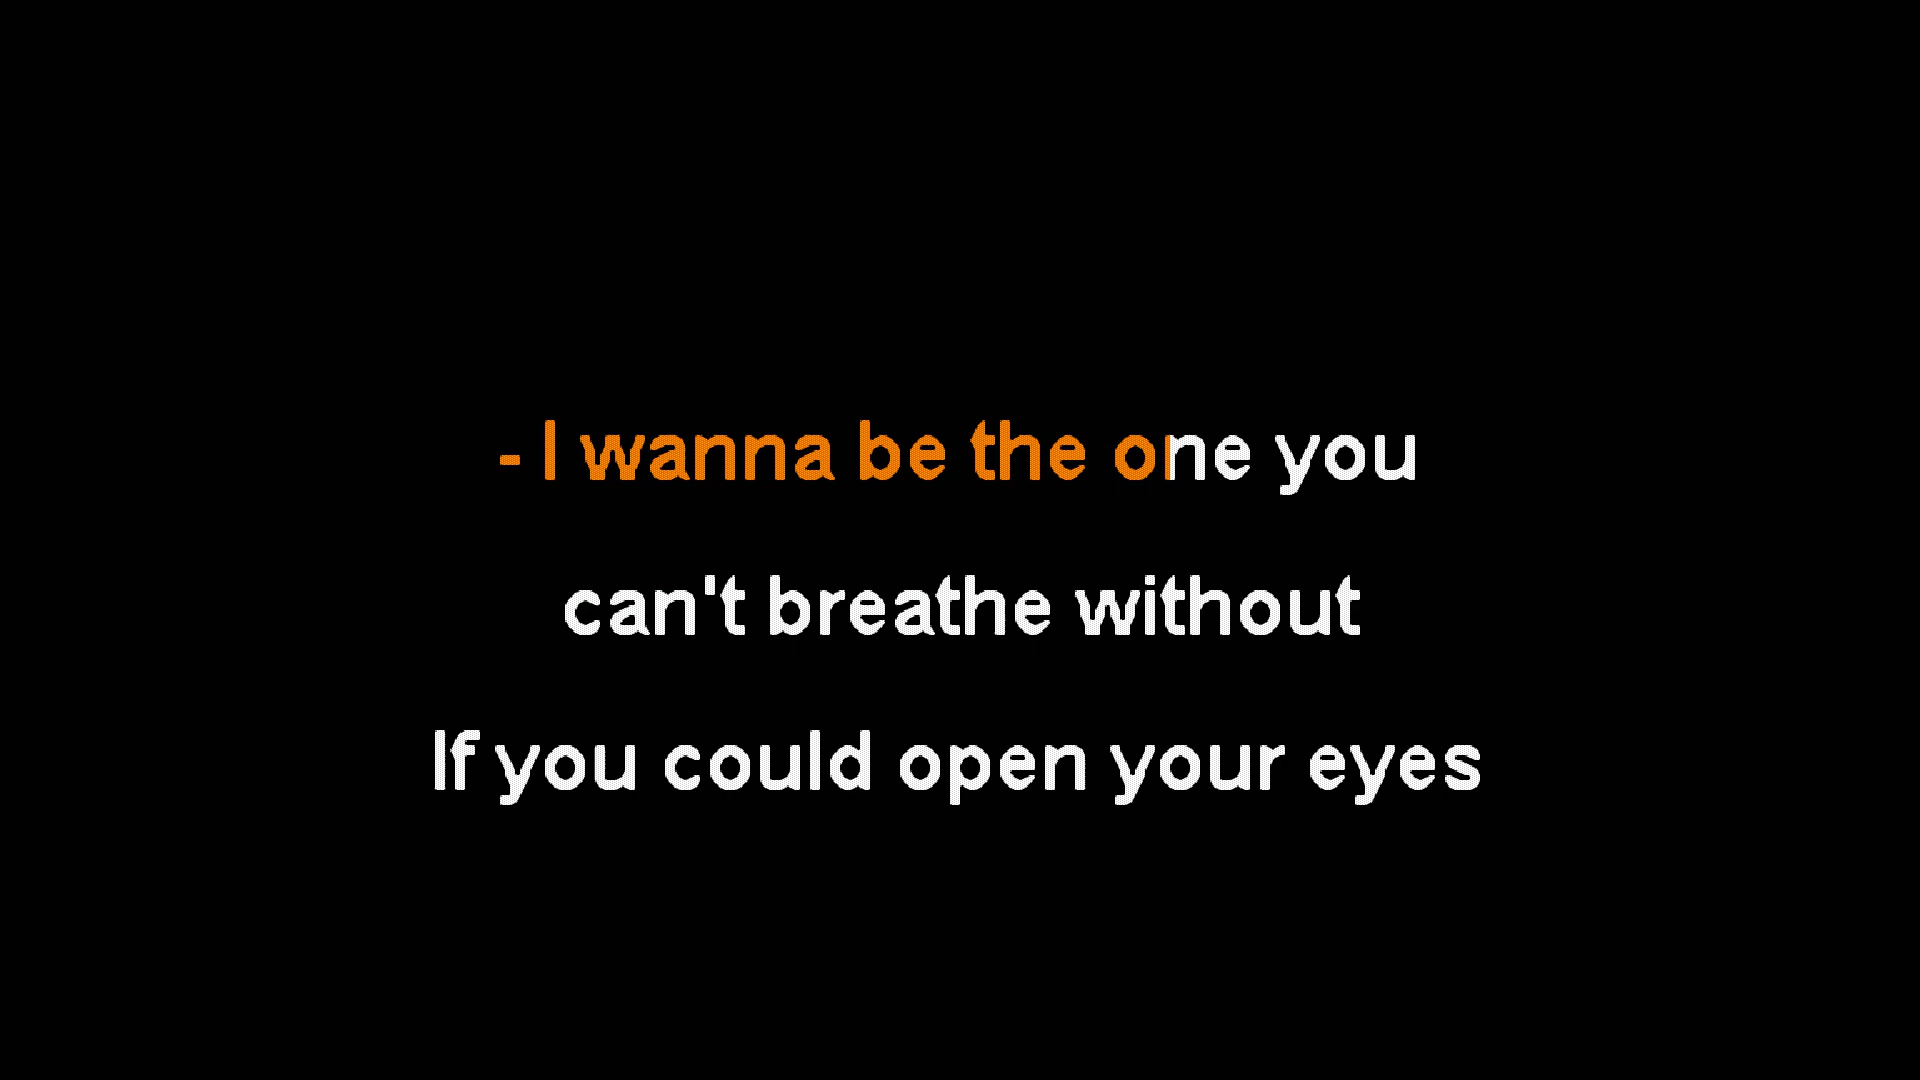 - I wanna be the one you
can't breathe without
If you could open your eyes